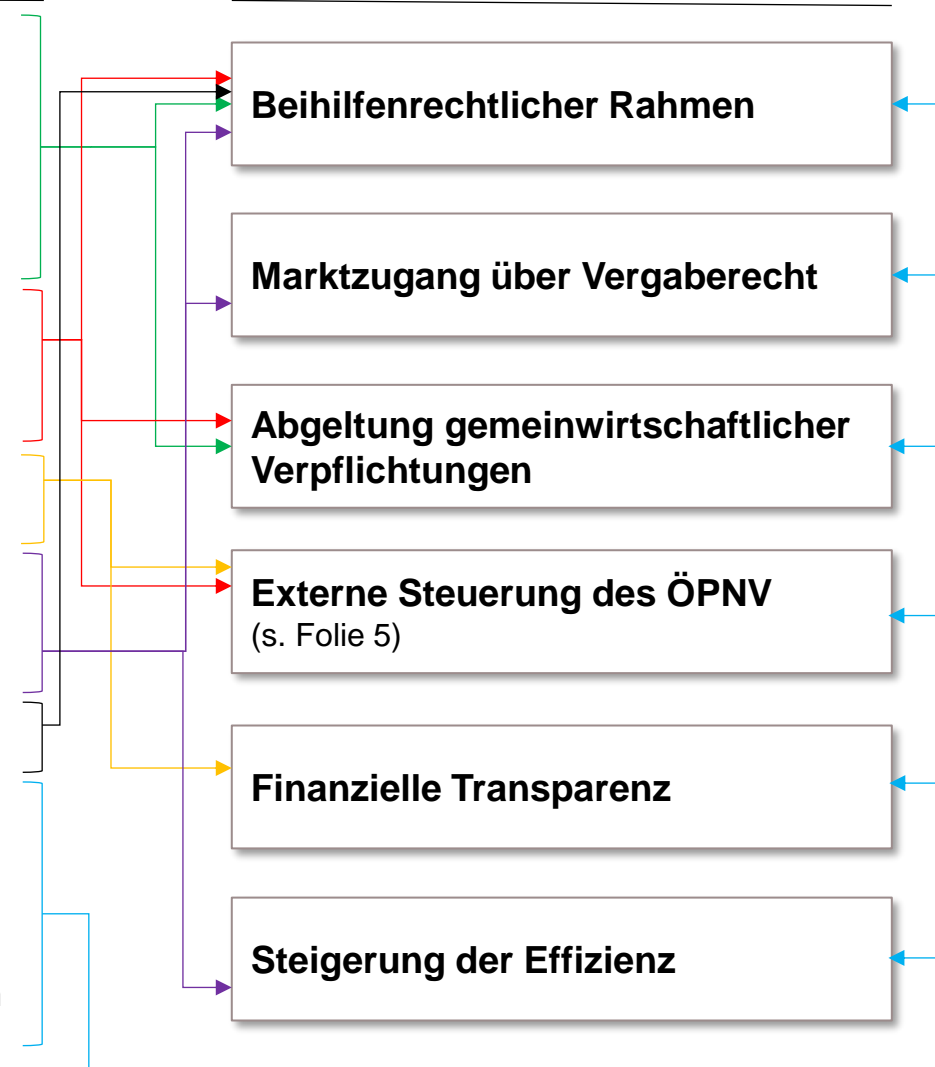 Beihilfenrechtlicher Rahmen
Marktzugang über Vergaberecht
Abgeltung gemeinwirtschaftlicher
Verpflichtungen
Externe Steuerung des ÖPNV
(s. Folie 5)
Finanzielle Transparenz
Steigerung der Effizienz